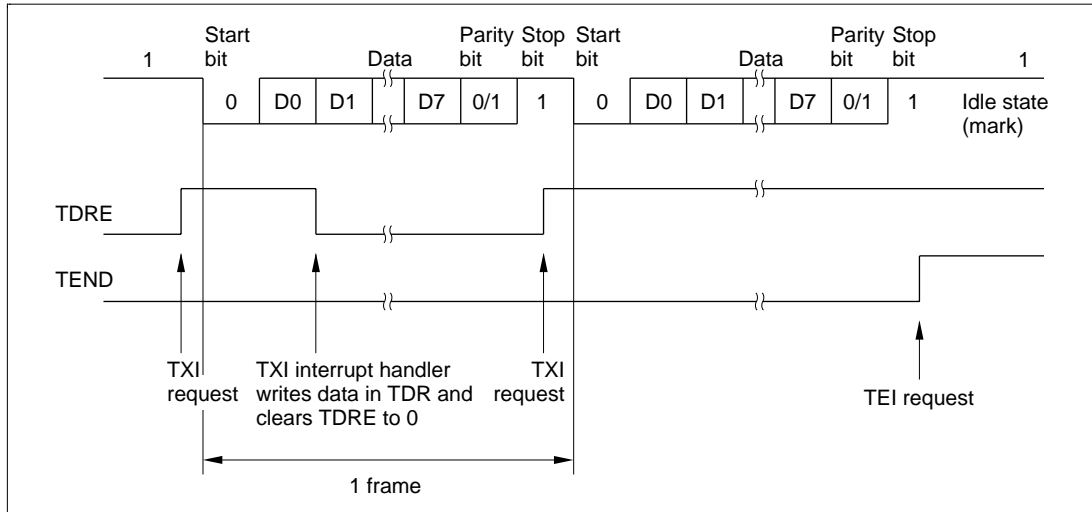 Start bit
Parity bit
Stop bit
Start bit
Parity bit
Stop bit
1
Data
Data
1
0
D0
D1
D7
0/1
1
0
D0
D1
D7
0/1
1
Idle state
(mark)
TDRE
TEND
TXI
request
TXI interrupt handler
writes data in TDR and
clears TDRE to 0
TXI
request
TEI request
1 frame